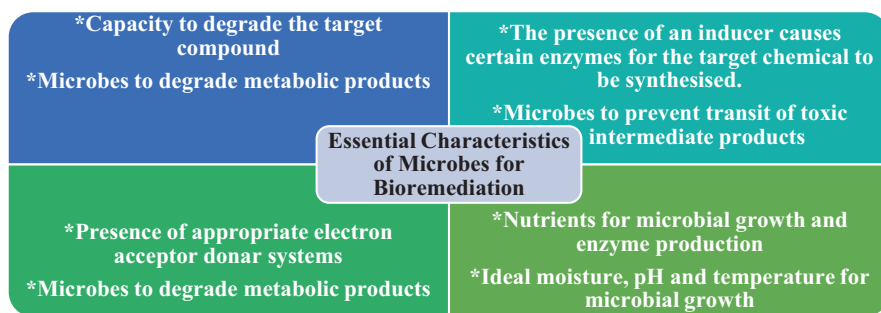 *Capacity to degrade the target
compound
*Microbes to degrade metabolic products
*The presence of an inducer causes
certain enzymes for the target chemical to
be synthesised.
*Microbes to prevent transit of toxic
intermediate products
Essential Characteristics
of Microbes for
Bioremediation
*Presence of appropriate electron
acceptor donar systems
*Microbes to degrade metabolic products
*Nutrients for microbial growth and
enzyme production
*Ideal moisture, pH and temperature for
microbial growth